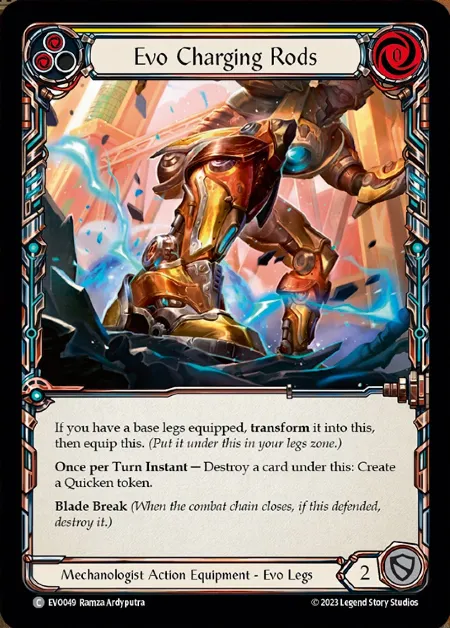 Evo Charging Rods
0
If you have a base legs equipped, transform it into this,
then equip this. (Put it under this in your legs zone.)
Once per Turn Instant — Destroy a card under this: Create
a Quicken token.
Blade Break (When the combat chain closes, if this defended,
destroy it.)
Mechanologist Action Equipment - Evo Legs
2
C EVO049 Ramza Ardyputra
© 2023 Legend Story Studios